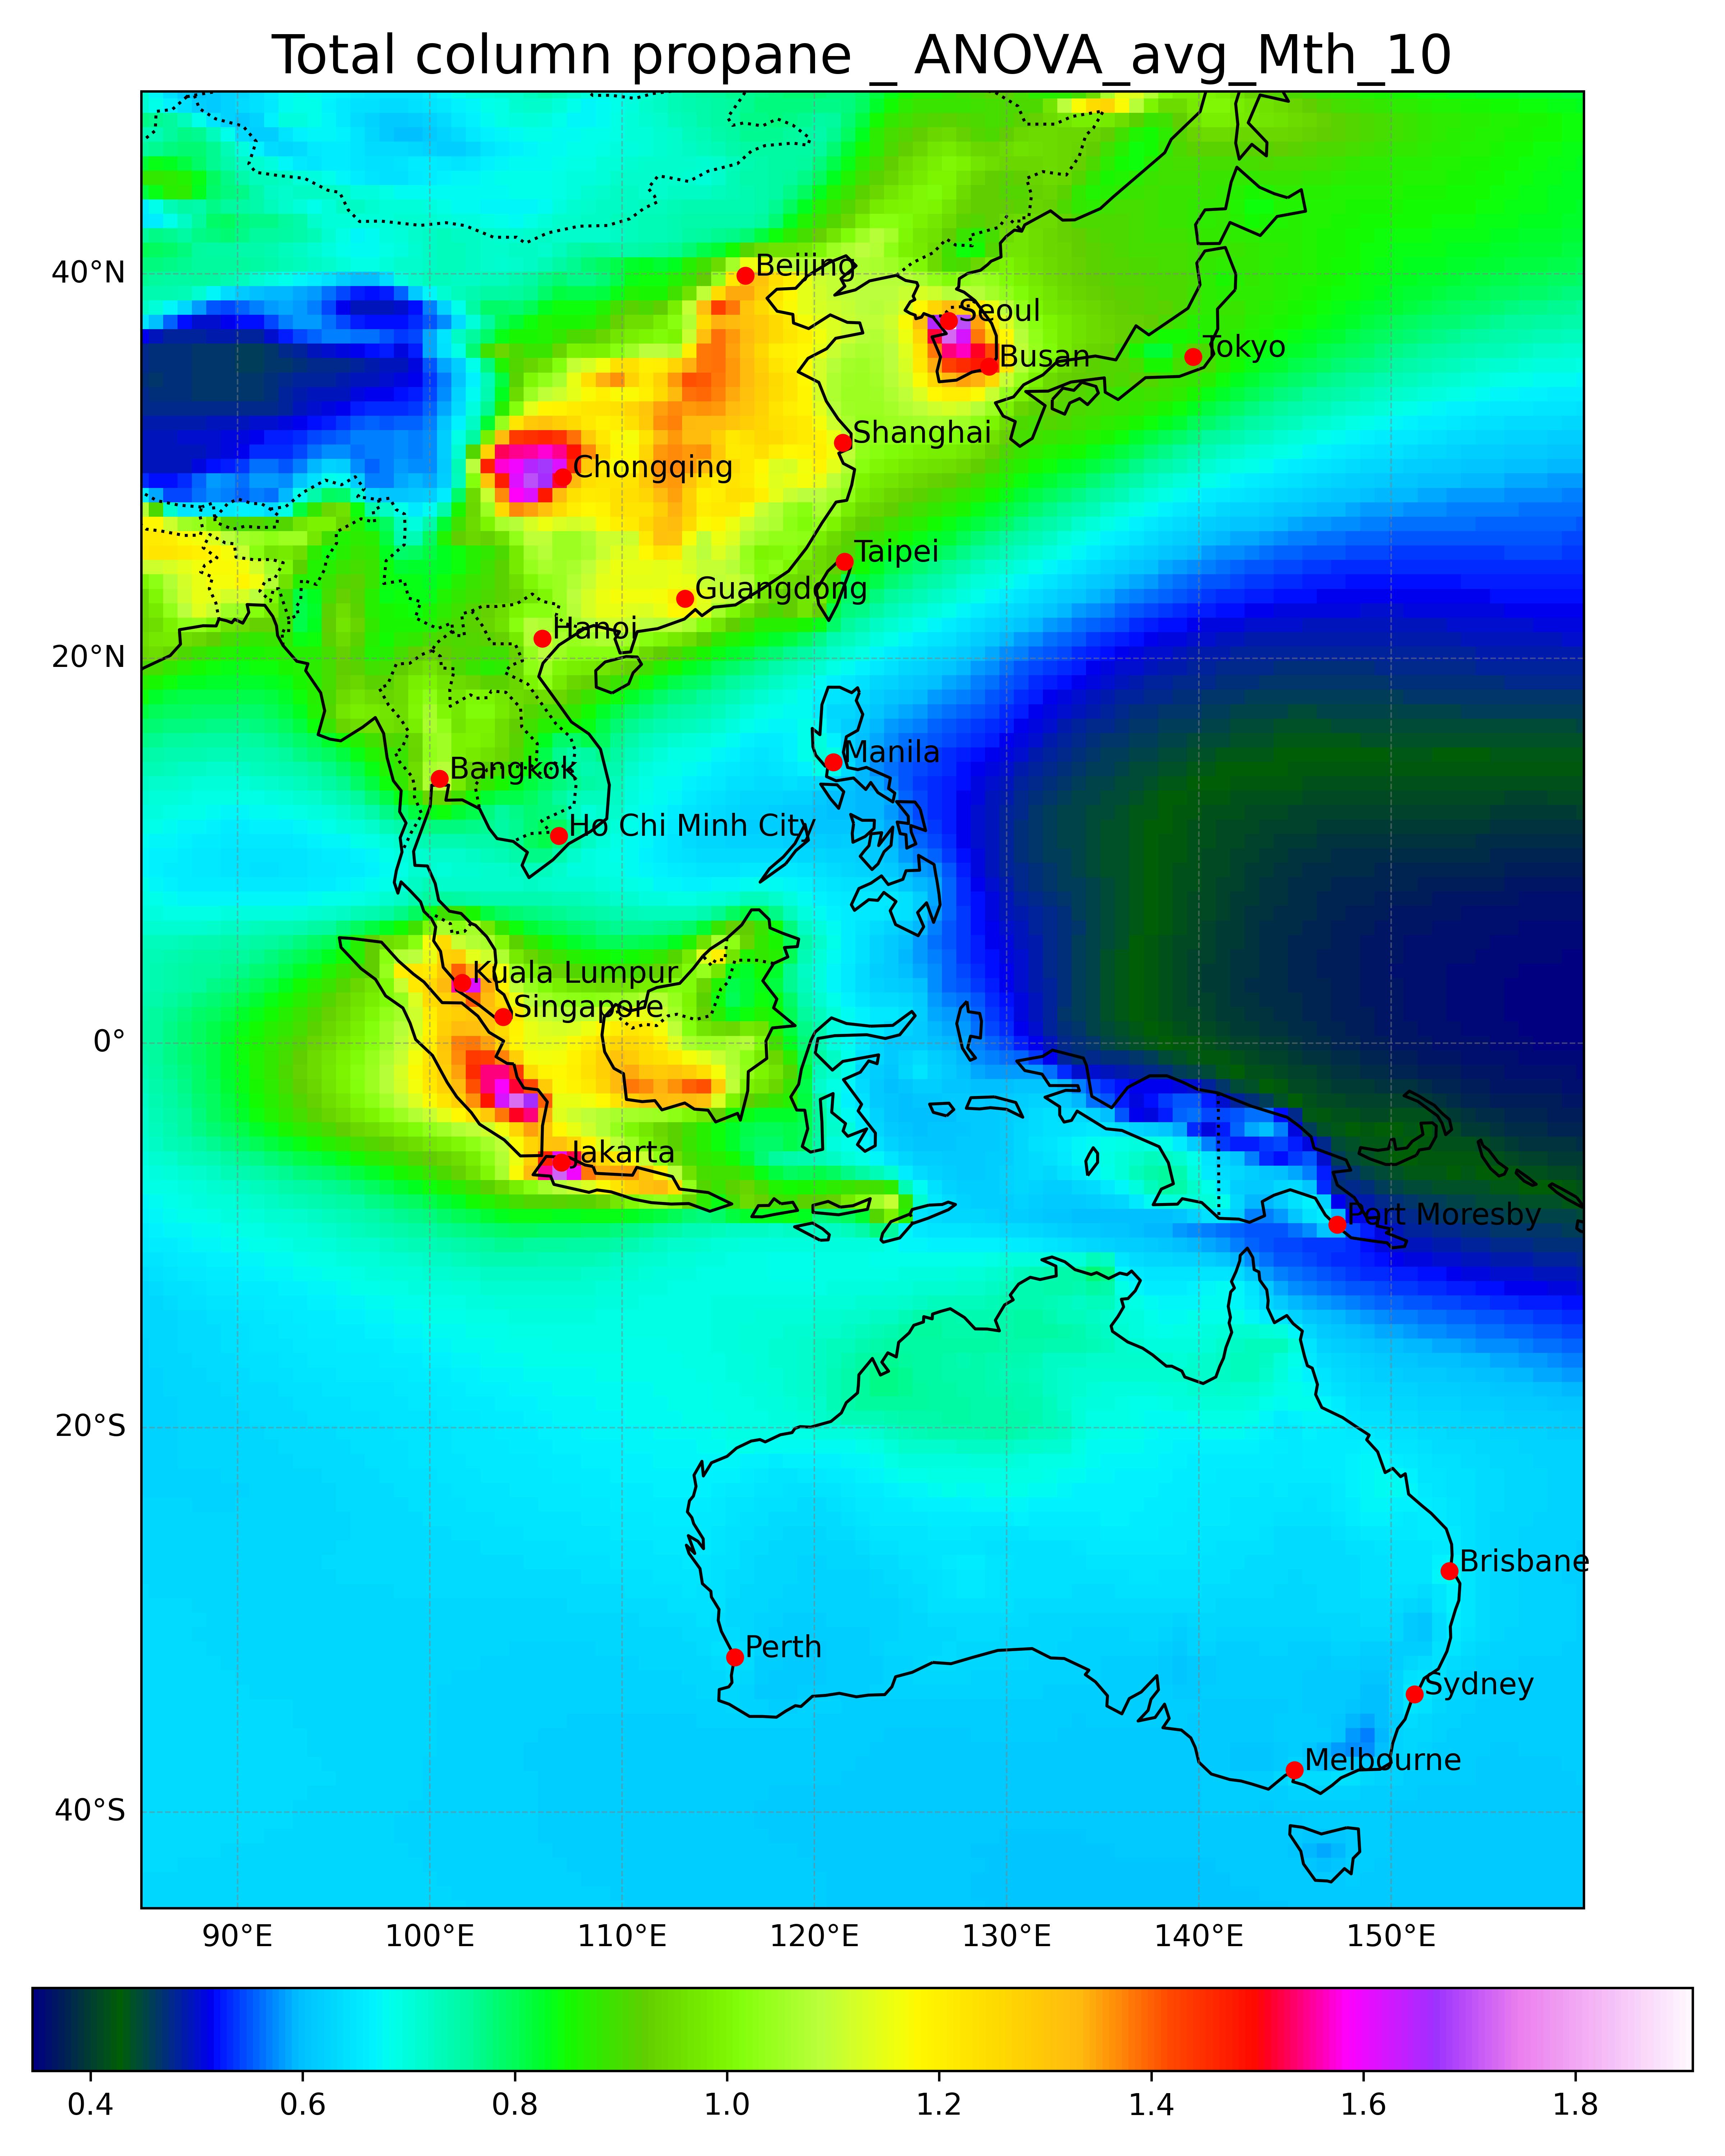 Total column propane _ ANOVA_avg_Mth_10
40°N
20°N
0°
20°S
40°S
Beijing
Seoul
Busan
Tokyo
Shanghai
Chongqing
Taipei
Guangdong
Hanoi
Manila
Bangkok
Ho Chi Minh City
Kuala Lumpur
Singapore
Jakarta
Port Moresby
Brisbane
Perth
Sydney
Melbourne
90°E 100°E 110°E 120°E 130°E 140°E 150°E
0.4 0.6 0.8 1.0 1.2 1.4 1.6 1.8